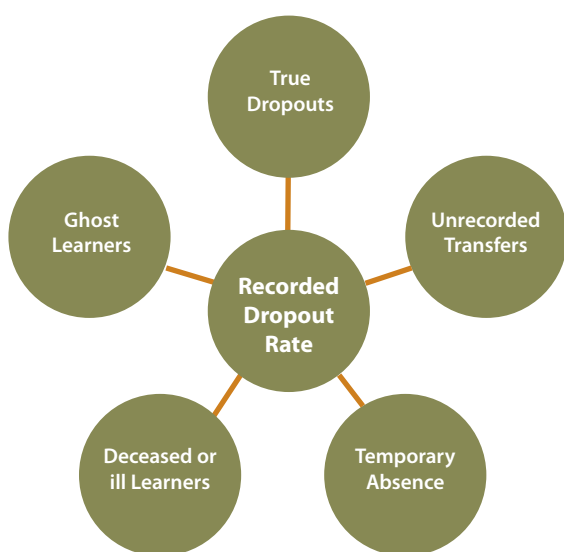 True
Dropouts
Ghost
Learners
Unrecorded
Transfers
Recorded
Dropout
Rate
Deceased or
ill Learners
Temporary
Absence